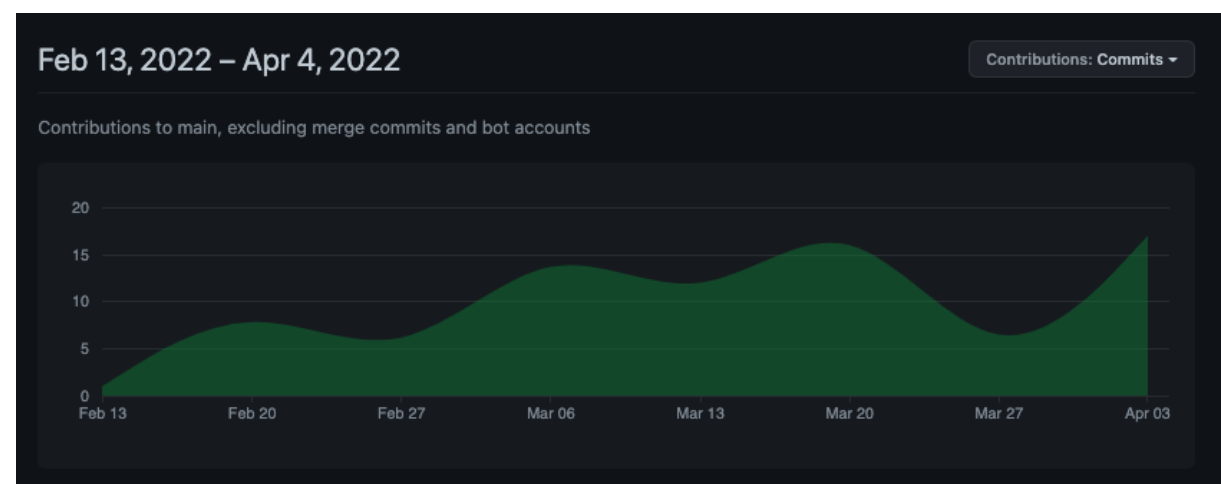 Feb 13, 2022 – Apr 4, 2022
Contributions: Commits
Contributions to main, excluding merge commits and bot accounts
20
15
10
5
0
Feb 13 Feb 20 Feb 27 Mar 06 Mar 13 Mar 20 Mar 27 Apr 03